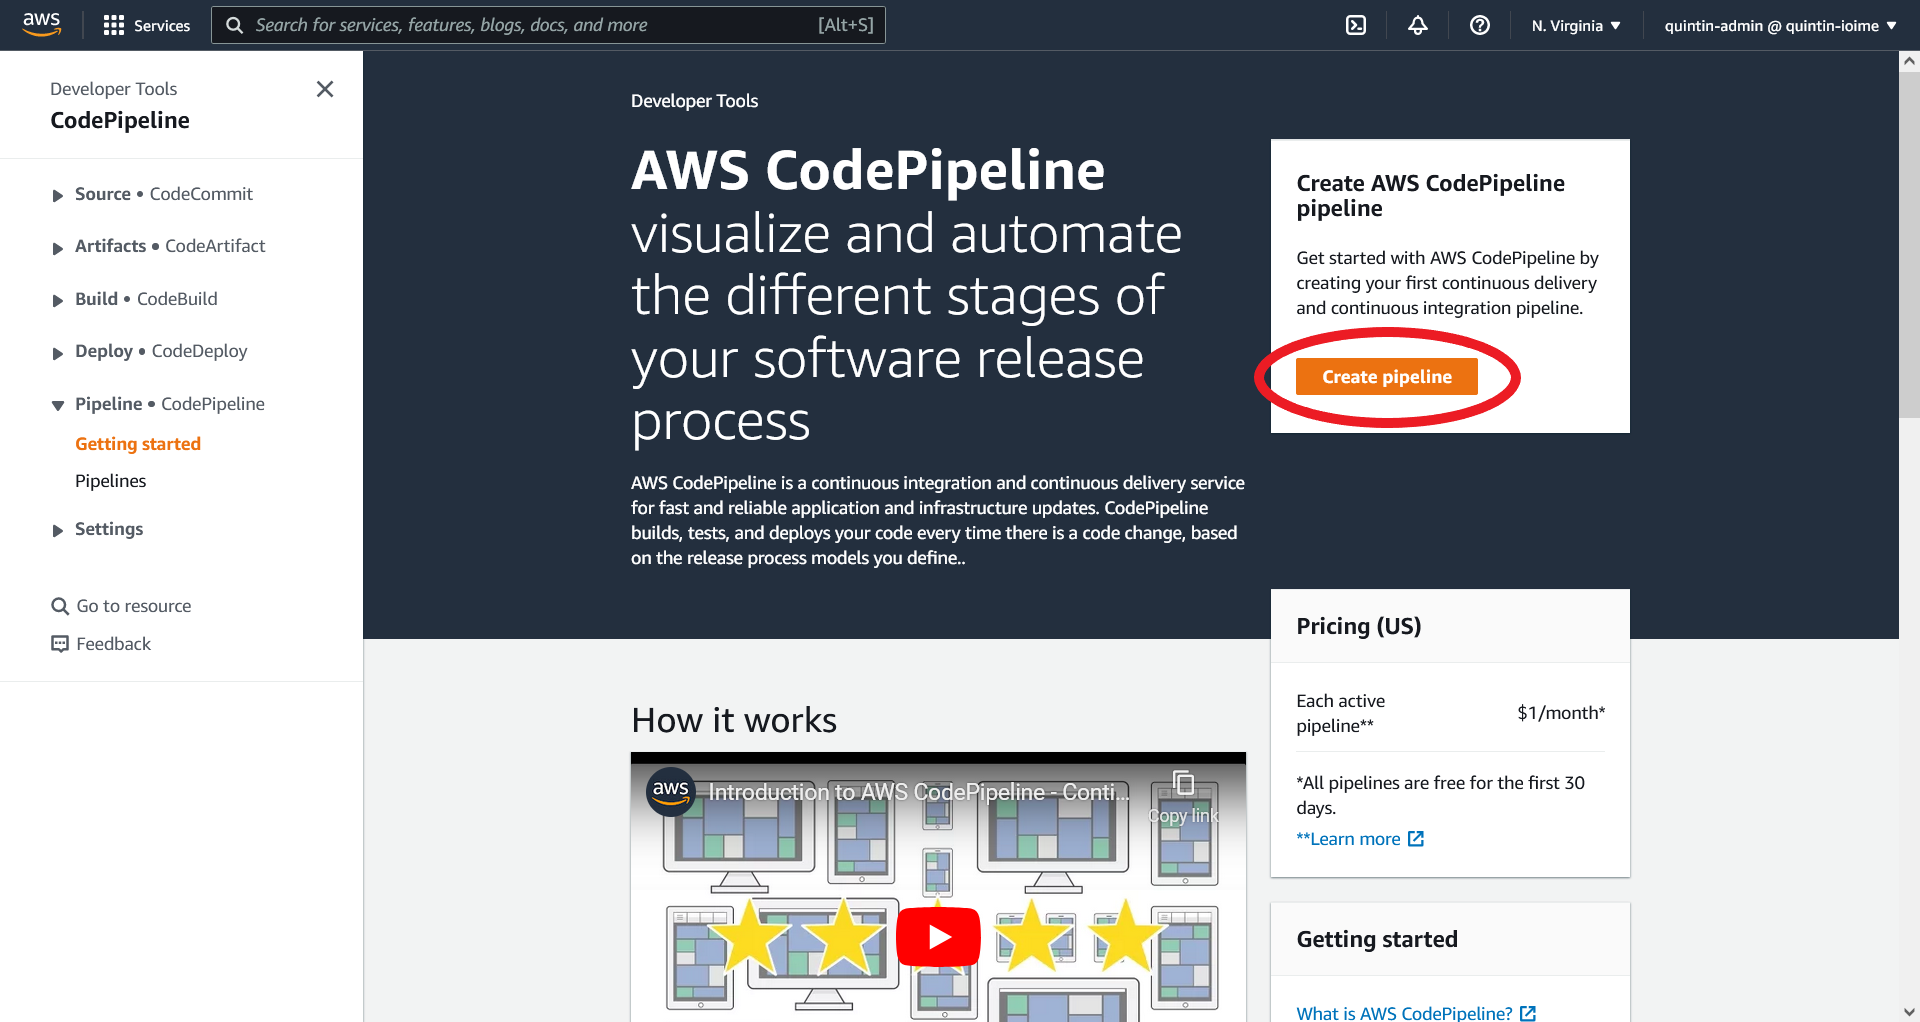 aws
Services
Search for services, features, blogs, docs, and more
[Alt+S]
N. Virginia
quintin-admin @ quintin-ioime
Developer Tools
CodePipeline
Source • CodeCommit
Artifacts • CodeArtifact
Build • CodeBuild
Deploy • CodeDeploy
Pipeline • CodePipeline
Getting started
Pipelines
Settings
Go to resource
Feedback
Developer Tools
AWS CodePipeline
visualize and automate
the different stages of
your software release
process
AWS CodePipeline is a continuous integration and continuous delivery service
for fast and reliable application and infrastructure updates. CodePipeline
builds, tests, and deploys your code every time there is a code change, based
on the release process models you define..
Create AWS CodePipeline
pipeline
Get started with AWS CodePipeline by
creating your first continuous delivery
and continuous integration pipeline.
Create pipeline
How it works
aws
Introduction to AWS CodePipeline - Conti...
Copy link
Pricing (US)
Each active
pipeline**
$1/month*
*All pipelines are free for the first 30
days.
**Learn more
Getting started
What is AWS CodePipeline?